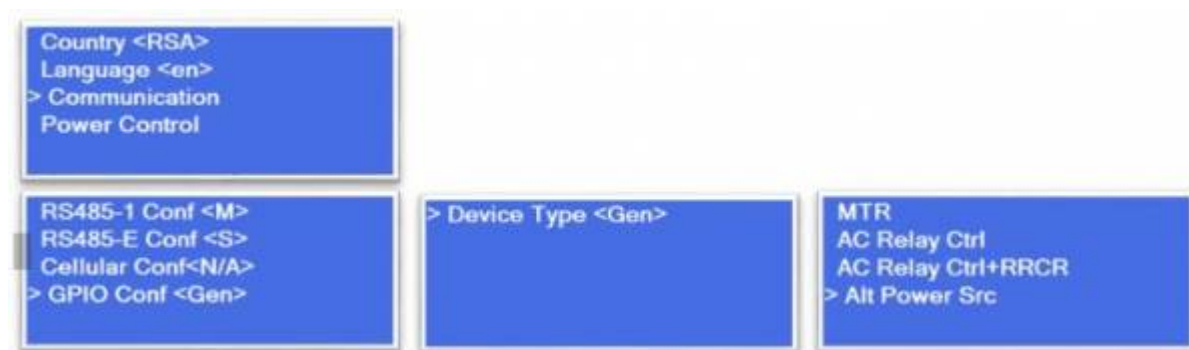 Country <RSA>
Language <en>
> Communication
Power Control
RS485-1 Conf <M>
RS485-E Conf <S>
Cellular Conf<N/A>
> GPIO Conf <Gen>
> Device Type <Gen>
MTR
AC Relay Ctrl
AC Relay Ctrl+RRCR
> Alt Power Src